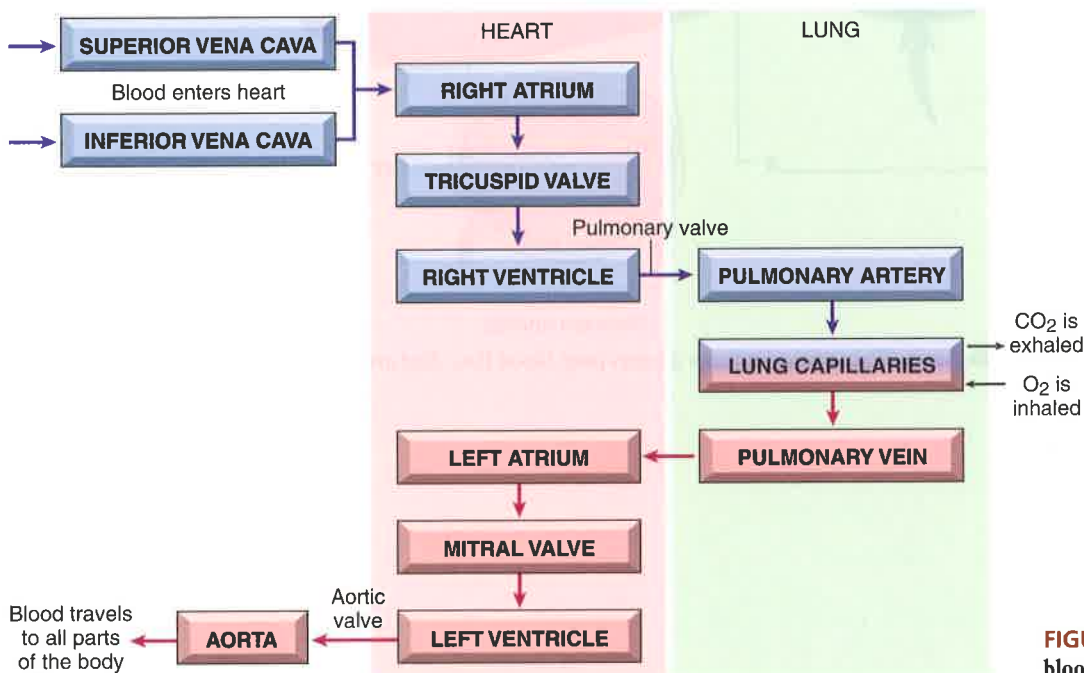 HEART
LUNG
SUPERIOR VENA CAVA
Blood enters heart
INFERIOR VENA CAVA
RIGHT ATRIUM
TRICUSPID VALVE
Pulmonary valve
RIGHT VENTRICLE
PULMONARY ARTERY
LUNG CAPILLARIES
CO₂ is
exhaled
O₂ is
inhaled
PULMONARY VEIN
LEFT ATRIUM
MITRAL VALVE
LEFT VENTRICLE
Aortic
valve
AORTA
Blood travels
to all parts
of the body